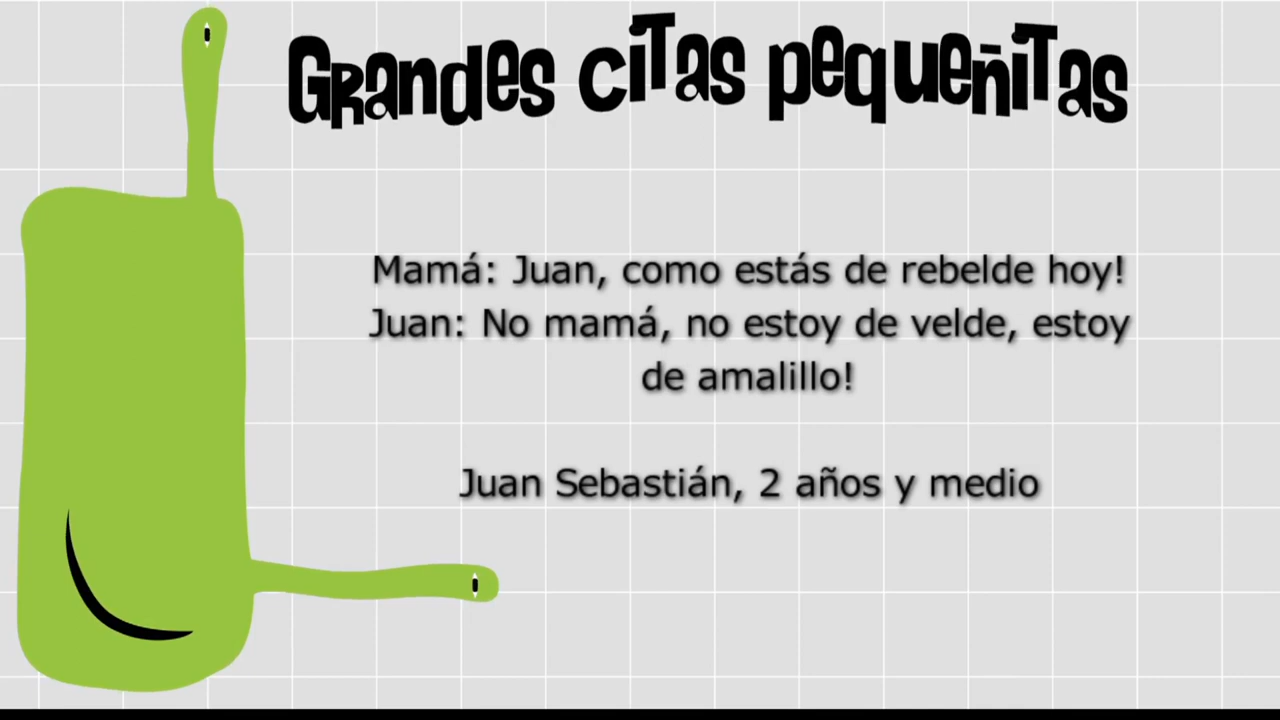 Grandes citas pequeñitas
Mamá: Juan, como estás de rebelde hoy!
Juan: No mamá, no estoy de velde, estoy
de amalillo!
Juan Sebastián, 2 años y medio